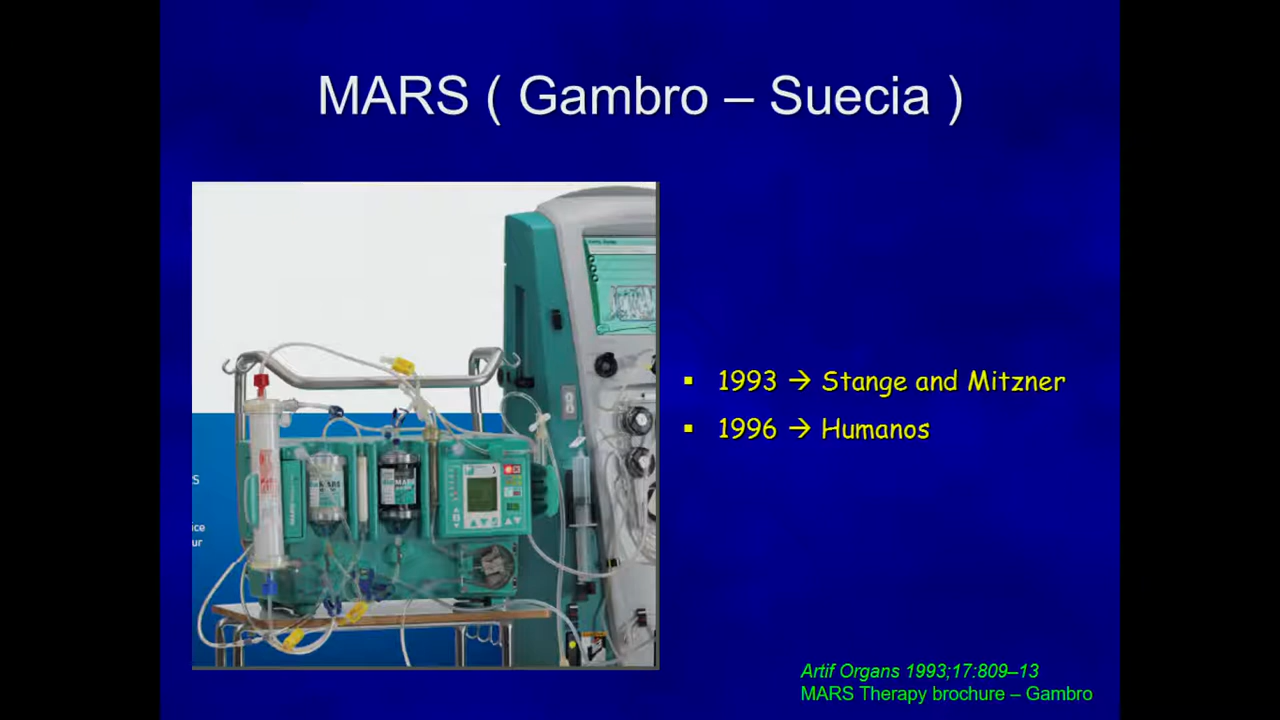 MARS ( Gambro – Suecia )
▪ 1993 → Stange and Mitzner
▪ 1996 → Humanos
Artif Organs 1993;17:809–13
MARS Therapy brochure – Gambro